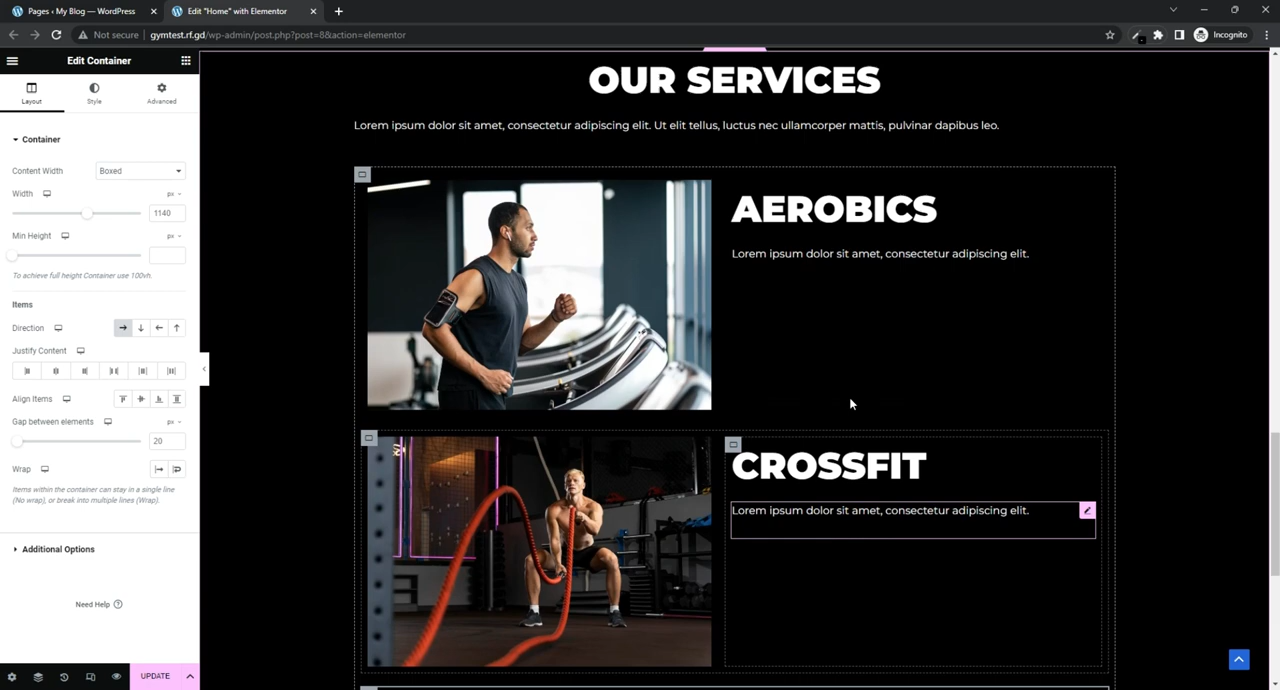 Pages ‹ My Blog — WordPress
Edit "Home" with Elementor
Not secure
gymtest.rf.gd/wp-admin/post.php?post=8&action=elementor
Incognito
Edit Container
Layout
Style
Advanced
Container
Content Width
Boxed
Width
px
1140
Min Height
px
To achieve full height Container use 100vh.
Items
Direction
Justify Content
Align Items
Gap between elements
px
20
Wrap
Items within the container can stay in a single line
(No wrap), or break into multiple lines (Wrap).
Additional Options
Need Help
UPDATE
OUR SERVICES
Lorem ipsum dolor sit amet, consectetur adipiscing elit. Ut elit tellus, luctus nec ullamcorper mattis, pulvinar dapibus leo.
AEROBICS
Lorem ipsum dolor sit amet, consectetur adipiscing elit.
CROSSFIT
Lorem ipsum dolor sit amet, consectetur adipiscing elit.